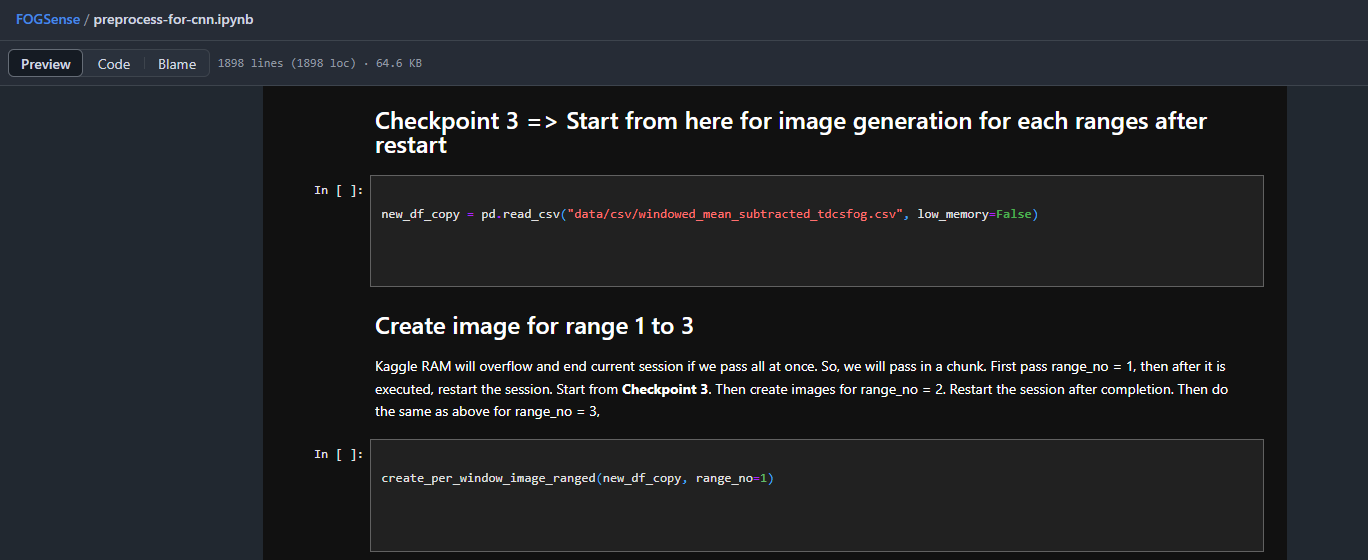 FOGSense / preprocess-for-cnn.ipynb
Preview Code Blame 1898 lines (1898 loc) · 64.6 KB
Checkpoint 3 => Start from here for image generation for each ranges after
restart
In [ ]:
new_df_copy = pd.read_csv("data/csv/windowed_mean_subtracted_tdcsfog.csv", low_memory=False)
Create image for range 1 to 3
Kaggle RAM will overflow and end current session if we pass all at once. So, we will pass in a chunk. First pass range_no = 1, then after it is
executed, restart the session. Start from Checkpoint 3. Then create images for range_no = 2. Restart the session after completion. Then do
the same as above for range_no = 3,
In [ ]:
create_per_window_image_ranged(new_df_copy, range_no=1)